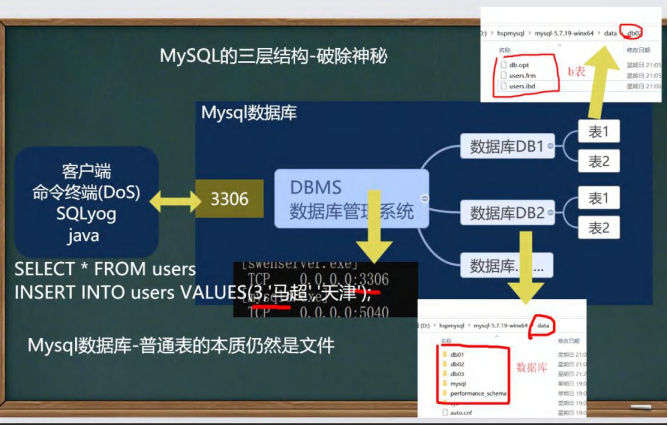 (D:) > hspmysql > mysql-5.7.19-winx64 > data > db02
名称
修改日期
db.opt
星期日 21:05
users.frm
星期日 21:05
users.ibd
星期日 21:06
b表
MySQL的三层结构-破除神秘
Mysql数据库
客户端
命令终端(DoS)
SQLyog
java
3306
DBMS
数据库管理系统
数据库DB1
表1
表2
数据库DB2
表1
表2
数据库......
SELECT * FROM users
INSERT INTO users VALUES(3,'马超','天津');
[swenserver.exe]
TCP 0.0.0.0:3306
TCP 0.0.0.0:5040
Mysql数据库-普通表的本质仍然是文件
(D:) > hspmysql > mysql-5.7.19-winx64 > data
名称
修改日期
db01
星期日 21:0
db02
星期日 21:0
db03
星期日 21:2
mysql
星期日 19:0
performance_schema
星期日 19:0
星期日 19:0
auto.cnf
星期日 19:0
数据库